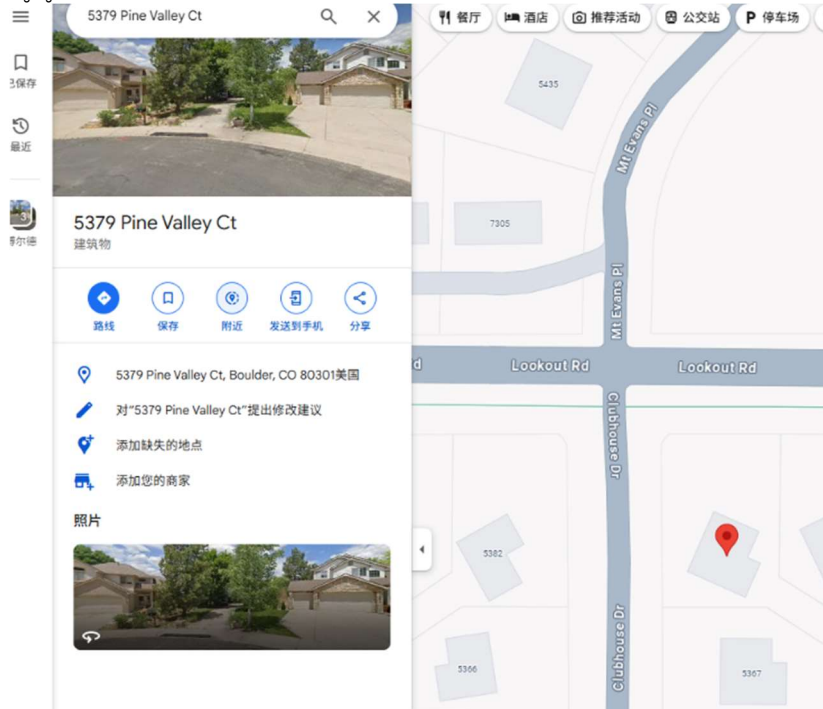 5379 Pine Valley Ct
餐厅
酒店
推荐活动
公交站
P 停车场
已保存
最近
3
5379 Pine Valley Ct
建筑物
路线
保存
附近
发送到手机
分享
5379 Pine Valley Ct, Boulder, CO 80301美国
对“5379 Pine Valley Ct”提出修改建议
添加缺失的地点
添加您的商家
照片
5435
Mt Evans Pl
7305
Mt Evans Pl
Lookout Rd
Lookout Rd
Clubhouse Dr
5382
Clubhouse Dr
5366
5367